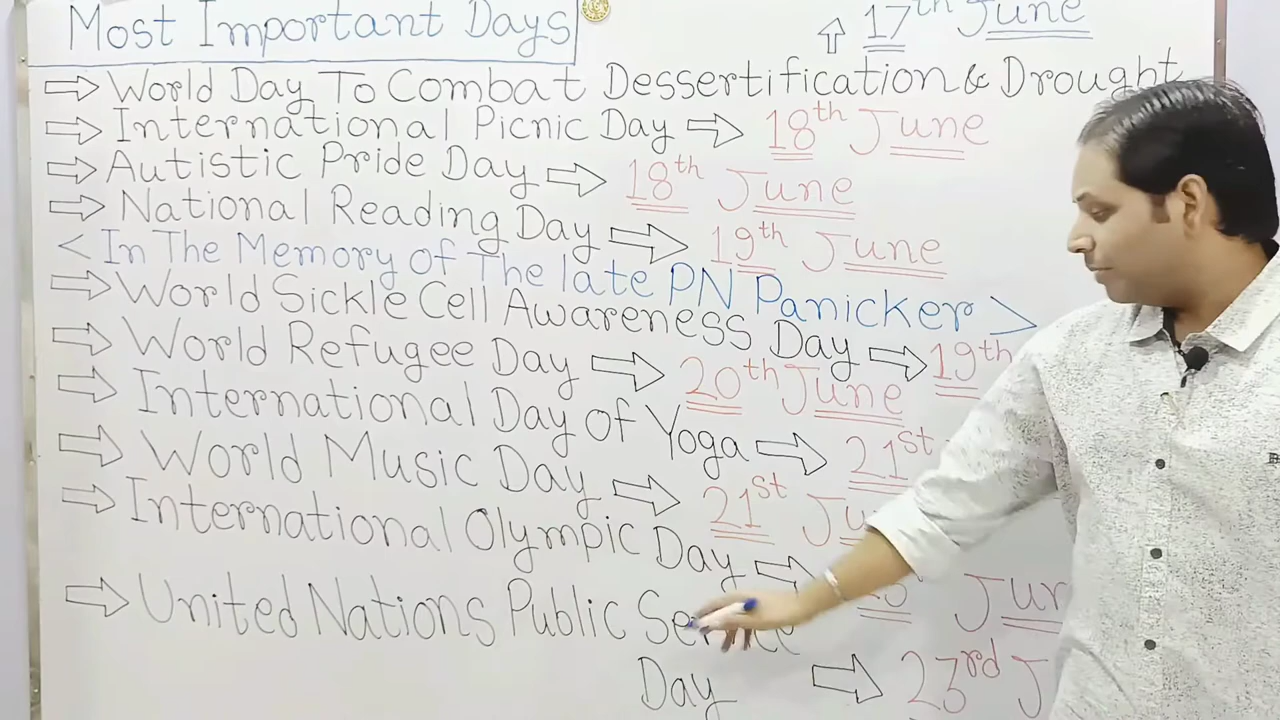 Most Important Days
17th June
World Day To Combat Dessertification & Drought
International Picnic Day 18th June
Autistic Pride Day 18th June
National Reading Day 19th June
< In The Memory of The late PN Panicker >
World Sickle Cell Awareness Day 19th
World Refugee Day 20th June
International Day of Yoga 21st
World Music Day 21st
International Olympic Day
United Nations Public
Day 23rd